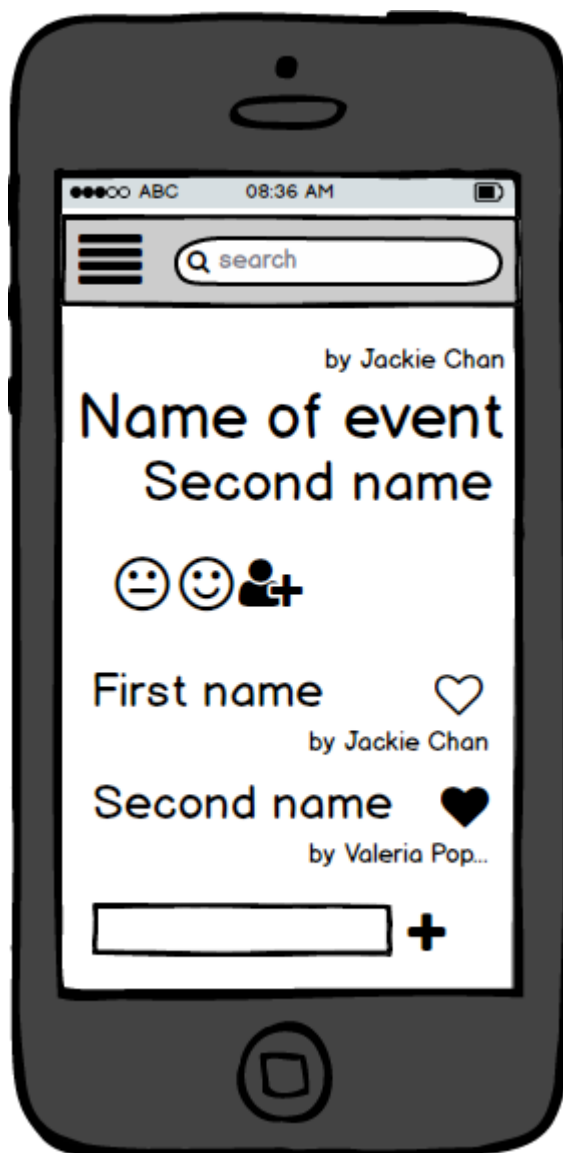 ABC 08:36 AM
search
by Jackie Chan
Name of event
Second name
First name
by Jackie Chan
Second name
by Valeria Pop...